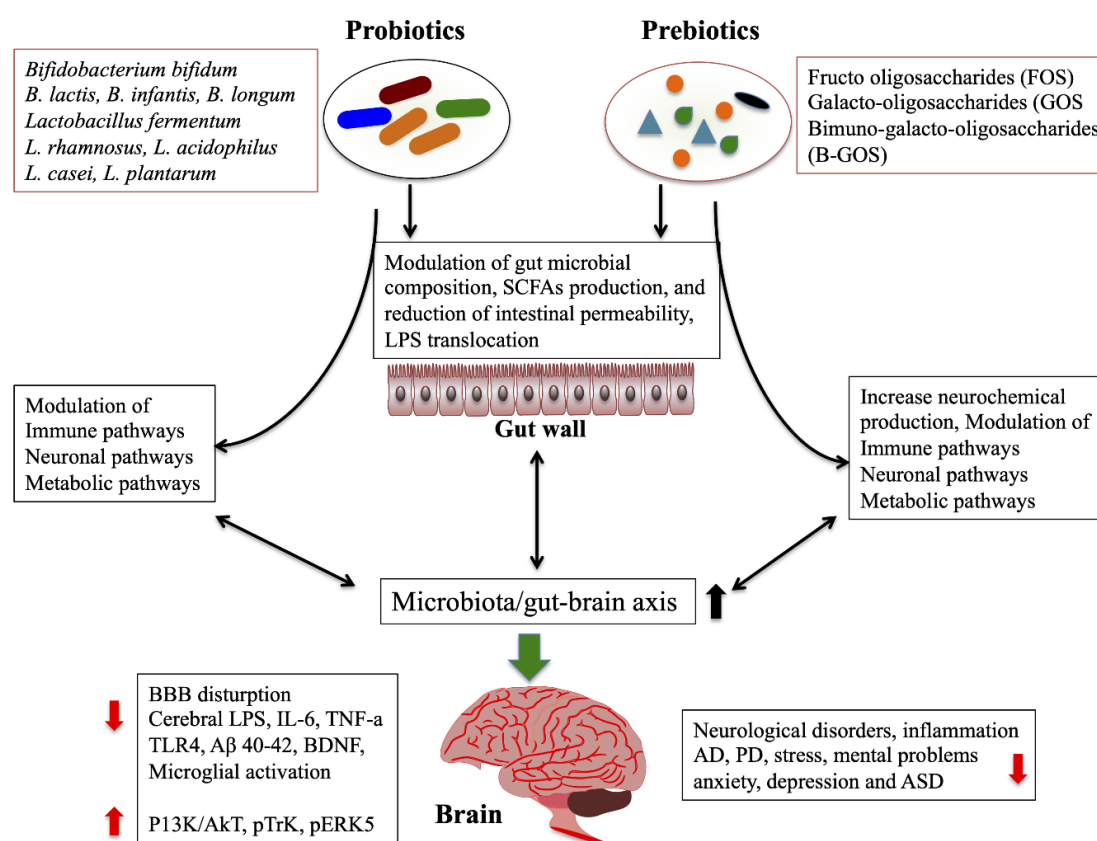 Probiotics
Prebiotics
Bifidobacterium bifidum
B. lactis, B. infantis, B. longum
Lactobacillus fermentum
L. rhamnosus, L. acidophilus
L. casei, L. plantarum
Fructo oligosaccharides (FOS)
Galacto-oligosaccharides (GOS
Bimuno-galacto-oligosaccharides
(B-GOS)
Modulation of gut microbial
composition, SCFAs production, and
reduction of intestinal permeability,
LPS translocation
Gut wall
Modulation of
Immune pathways
Neuronal pathways
Metabolic pathways
Increase neurochemical
production, Modulation of
Immune pathways
Neuronal pathways
Metabolic pathways
Microbiota/gut-brain axis
BBB disturption
Cerebral LPS, IL-6, TNF-a
TLR4, Aβ 40-42, BDNF,
Microglial activation
P13K/AkT, pTrK, pERK5
Brain
Neurological disorders, inflammation
AD, PD, stress, mental problems
anxiety, depression and ASD